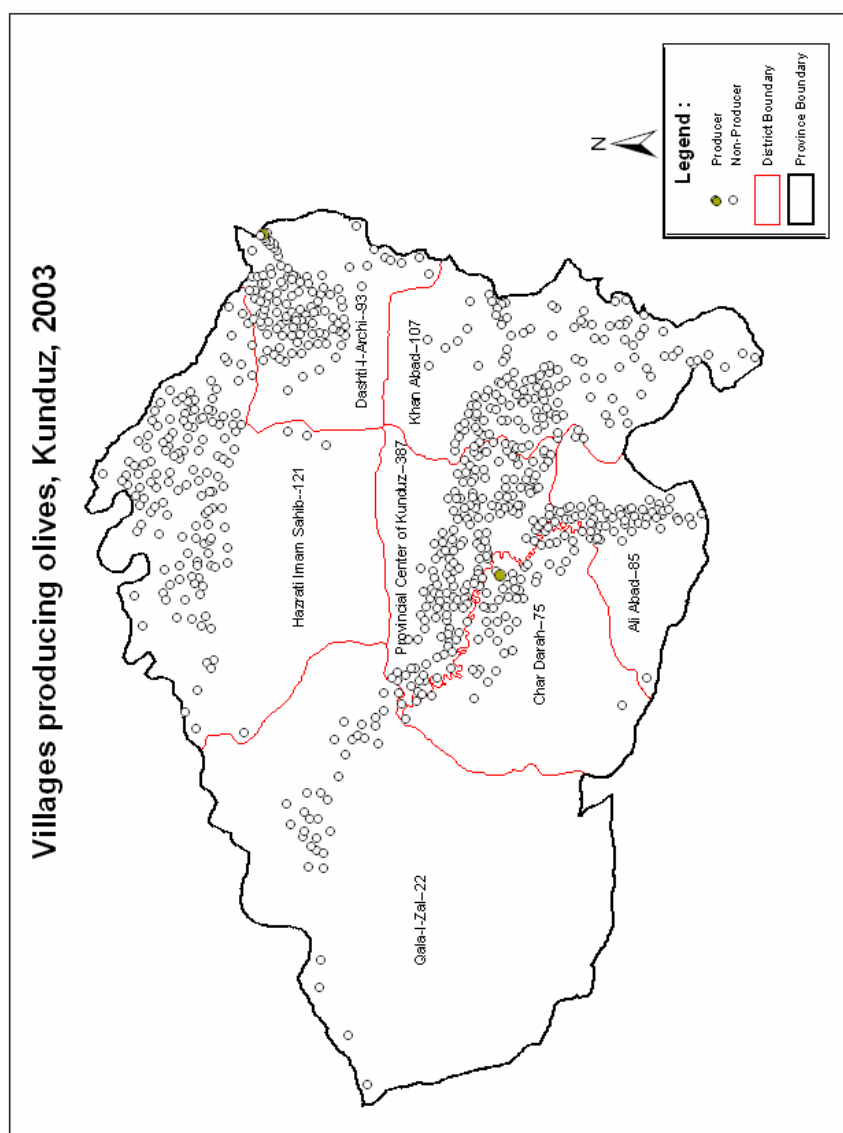 Villages producing olives, Kunduz, 2003
N
Legend :
Producer
Non-Producer
District Boundary
Province Boundary
Dashti-I-Archi--93
Khan Abad--107
Hazrati Imam Sahib--121
Provincial Center of Kunduz--387
Char Darah--75
Ali Abad--85
Qala-I-Zal--22